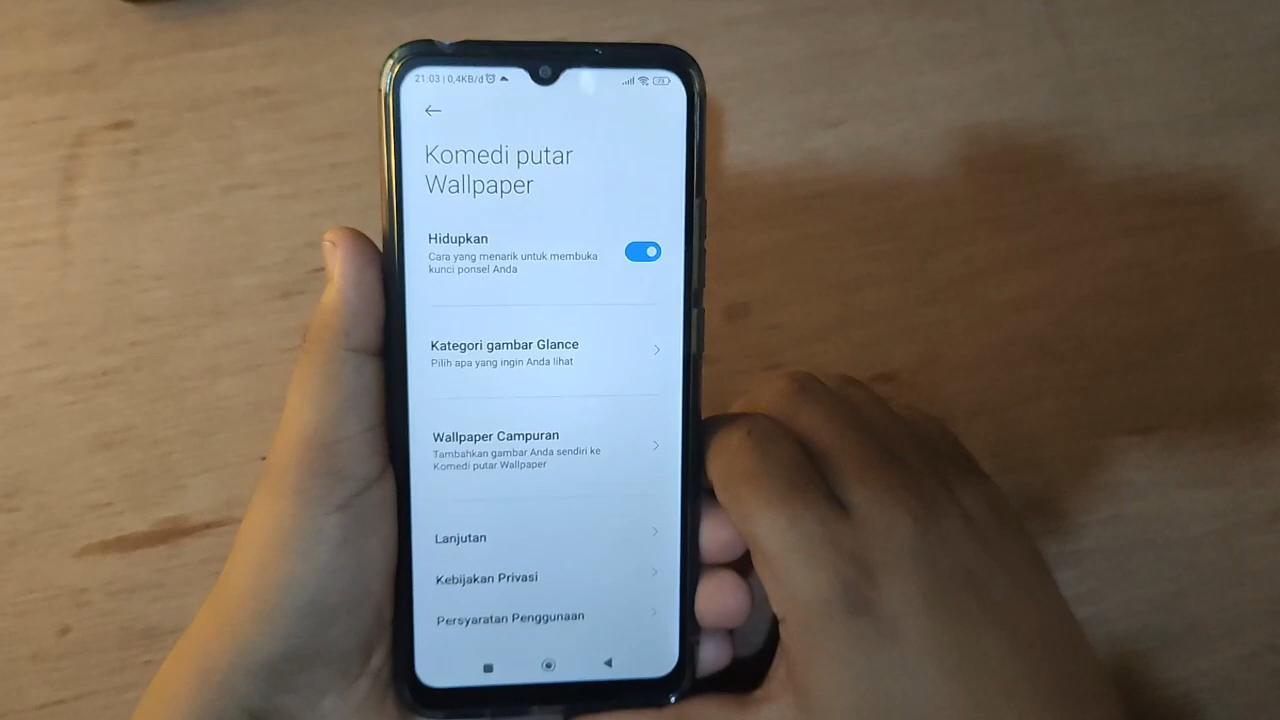 21.03 | 0,4KB/d
73
Komedi putar
Wallpaper
Hidupkan
Cara yang menarik untuk membuka
kunci ponsel Anda
Kategori gambar Glance
Pilih apa yang ingin Anda lihat
Wallpaper Campuran
Tambahkan gambar Anda sendiri ke
Komedi putar Wallpaper
Lanjutan
Kebijakan Privasi
Persyaratan Penggunaan